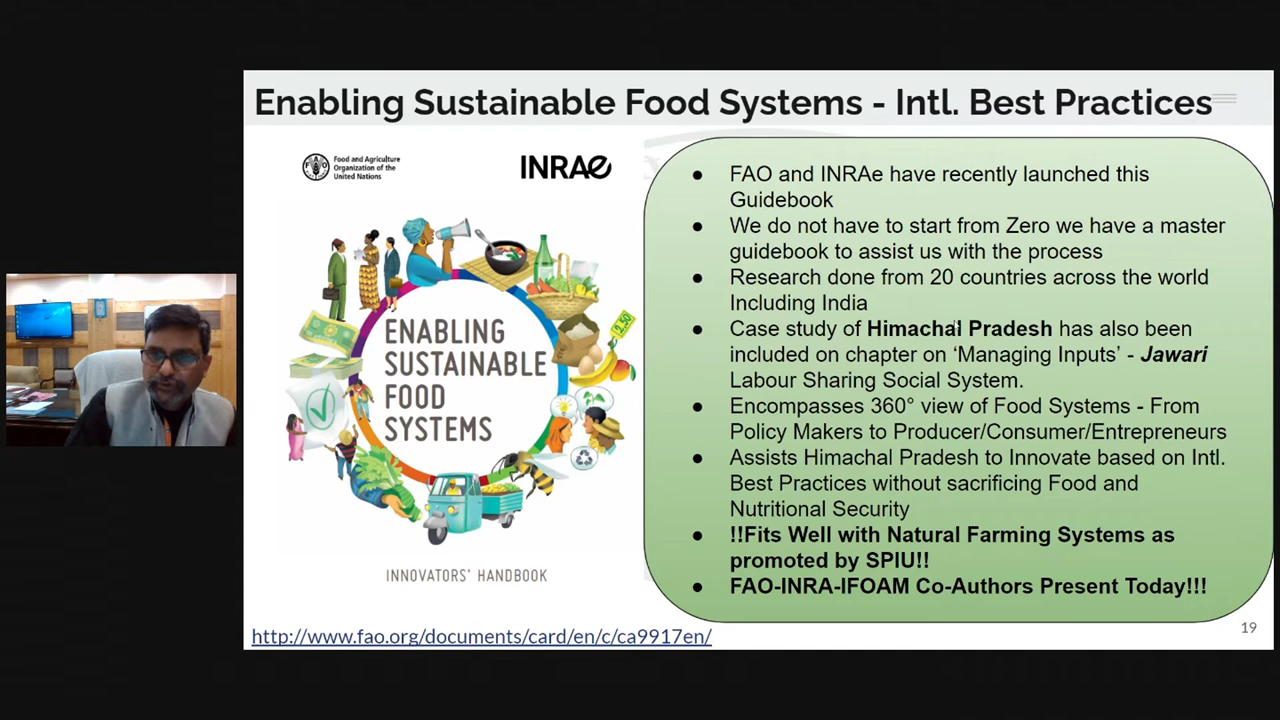 Enabling Sustainable Food Systems - Intl. Best Practices
Food and Agriculture
Organization of the
United Nations
INRAe
2.50
ENABLING
SUSTAINABLE
FOOD
SYSTEMS
INNOVATORS' HANDBOOK
http://www.fao.org/documents/card/en/c/ca9917en/
● FAO and INRAe have recently launched this
Guidebook
● We do not have to start from Zero we have a master
guidebook to assist us with the process
● Research done from 20 countries across the world
Including India
● Case study of Himachal Pradesh has also been
included on chapter on ‘Managing Inputs’ - Jawari
Labour Sharing Social System.
● Encompasses 360° view of Food Systems - From
Policy Makers to Producer/Consumer/Entrepreneurs
● Assists Himachal Pradesh to Innovate based on Intl.
Best Practices without sacrificing Food and
Nutritional Security
● !!Fits Well with Natural Farming Systems as
promoted by SPIU!!
● FAO-INRA-IFOAM Co-Authors Present Today!!!
19